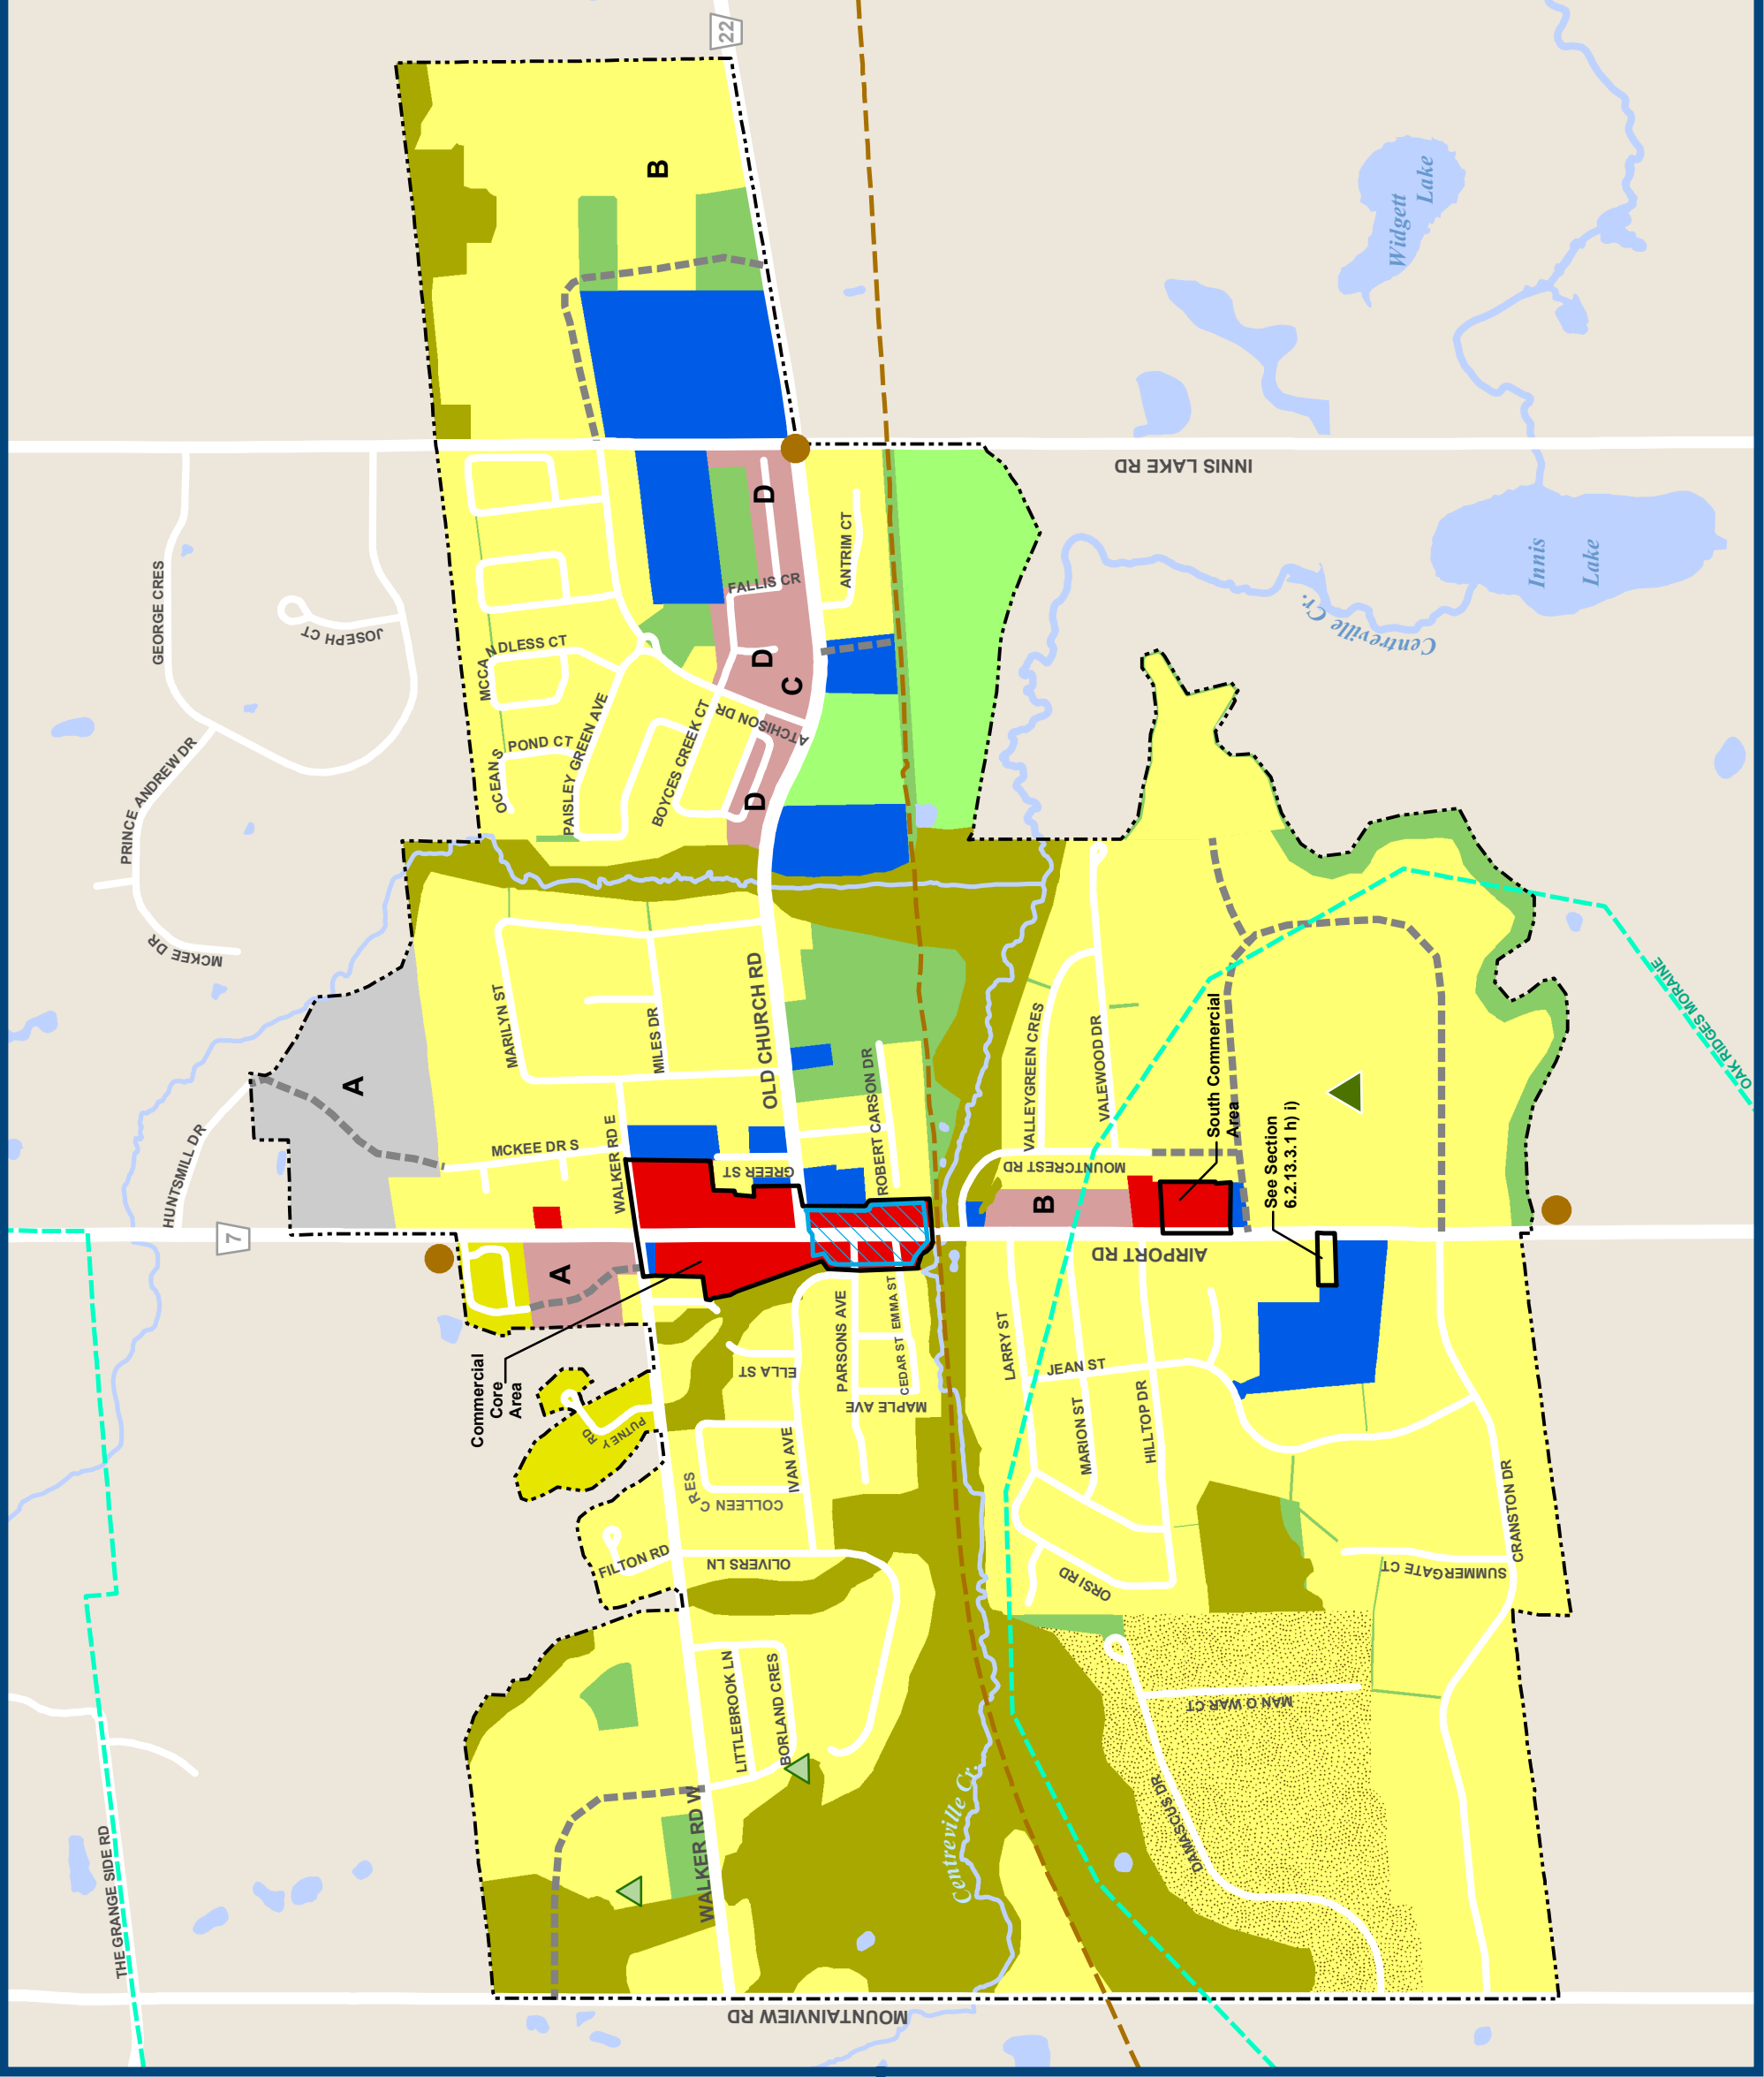 22
B
INNIS LAKE RD
Widgett
Lake
Innis
Lake
Centreville Cr.
GEORGE CRES
JOSEPH CT
PRINCE ANDREW DR
MCKEE DR
HUNTSMILL DR
7
D
FALLIS CR
ANTRIM CT
MCCANDLESS CT
D
C
ATCHISON DR
OCEANS POND CT
PAISLEY GREEN AVE
BOYCES CREEK CT
D
A
MARILYN ST
MILES DR
OLD CHURCH RD
MCKEE DR S
WALKER RD E
GREER ST
ROBERT CARSON DR
VALLEYGREEN CRES
VALEWOOD DR
MOUNTCREST RD
South Commercial
Area
See Section
6.2.13.3.1 h) i)
OAK RIDGES MORAINE
B
AIRPORT RD
A
Commercial
Core
Area
PUTNEY RD
FILTON RD
ELLA ST
PARSONS AVE
EMMA ST
CEDAR ST
MAPLE AVE
IVAN AVE
COLLEEN CRES
OLIVERS LN
LARRY ST
JEAN ST
MARION ST
HILLTOP DR
ORSI RD
CRANSTON DR
SUMMERGATE CT
MAN O WAR CT
DAMASCUS DR
LITTLEBROOK LN
BORLAND CRES
WALKER RD W
Centreville Cr.
THE GRANGE SIDE RD
MOUNTAINVIEW RD